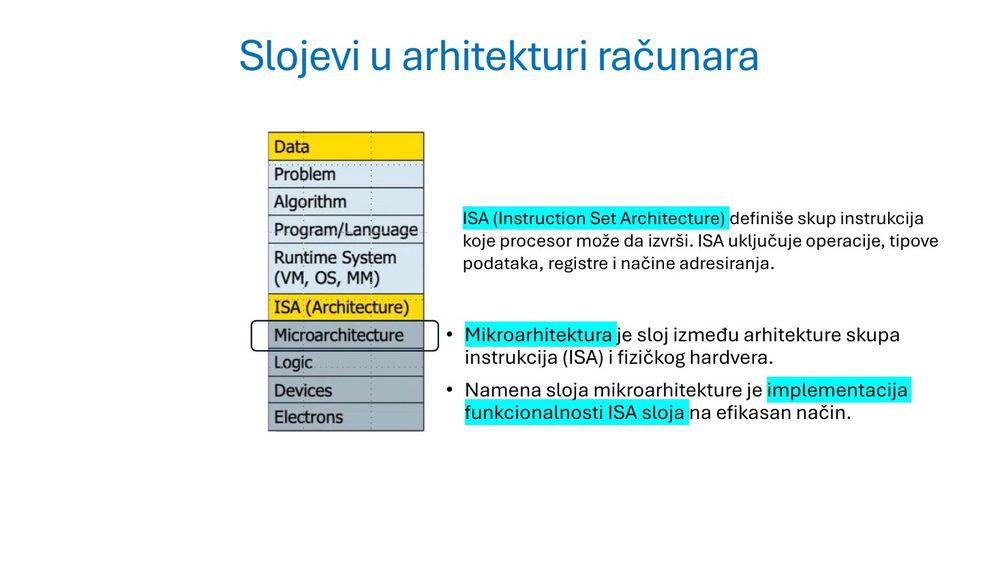 Slojevi u arhitekturi računara
Data
Problem
Algorithm
Program/Language
Runtime System
(VM, OS, MM)
ISA (Architecture)
Microarchitecture
Logic
Devices
Electrons
ISA (Instruction Set Architecture) definiše skup instrukcija
koje procesor može da izvrši. ISA uključuje operacije, tipove
podataka, registre i načine adresiranja.
• Mikroarhitektura je sloj između arhitekture skupa
instrukcija (ISA) i fizičkog hardvera.
• Namena sloja mikroarhitekture je implementacija
funkcionalnosti ISA sloja na efikasan način.